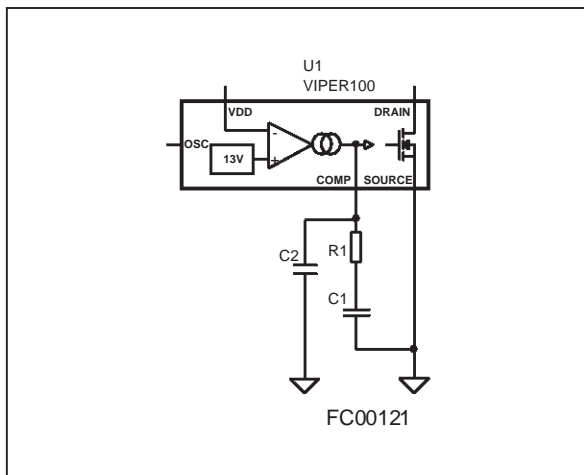 U1
VIPER100
VDD
DRAIN
OSC
-
13V
+
COMP
SOURCE
C2
R1
C1
FC00121